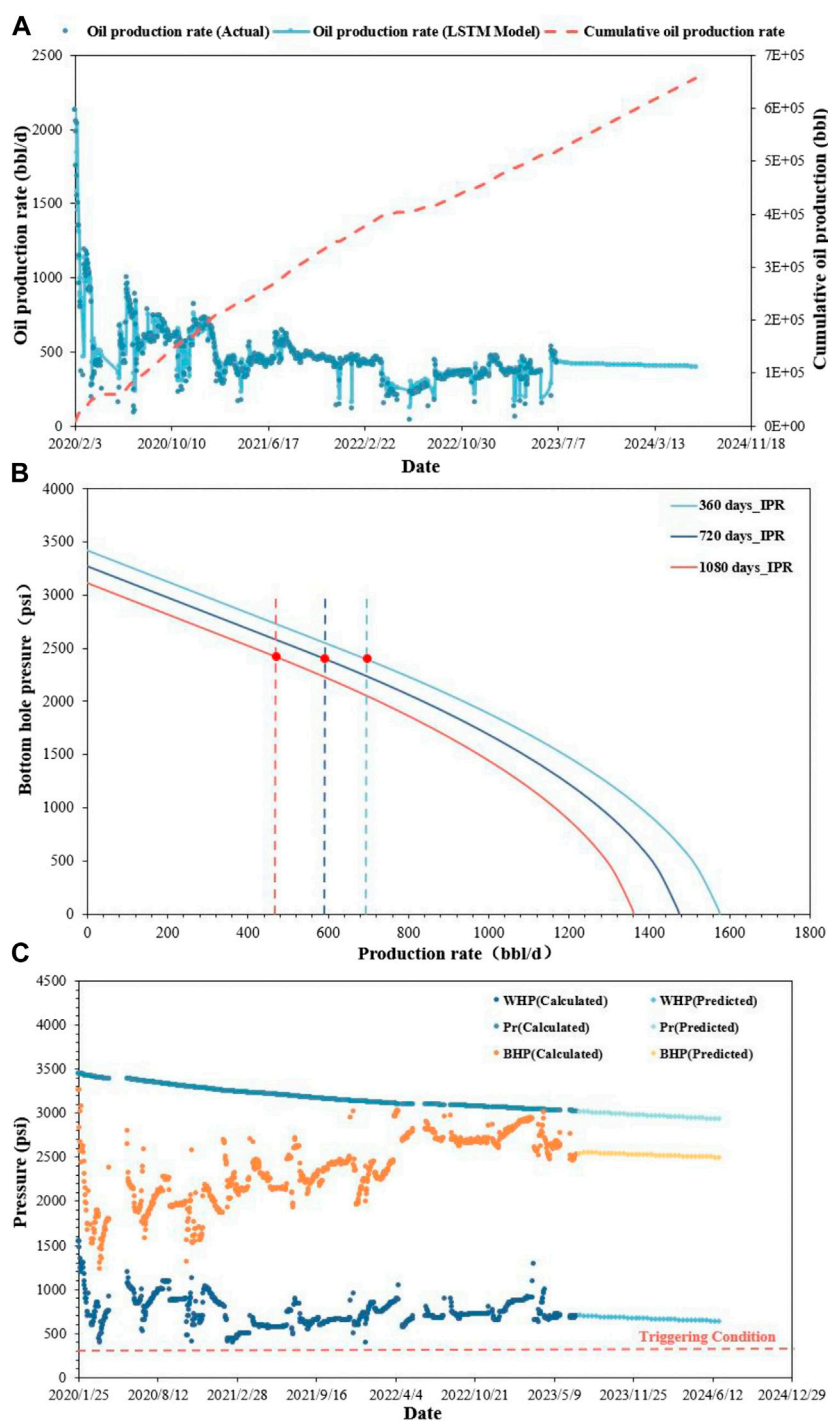 A
Oil production rate (Actual) Oil production rate (LSTM Model) Cumulative oil production rate
2500
2000
1500
1000
500
0
Oil production rate (bbl/d)
7E+05
6E+05
5E+05
4E+05
3E+05
2E+05
1E+05
0E+00
Cumulative oil production (bbl)
2020/2/3 2020/10/10 2021/6/17 2022/2/22 2022/10/30 2023/7/7 2024/3/13 2024/11/18
Date
B
4000
3500
3000
2500
2000
1500
1000
500
0
Bottom hole presure（psi）
360 days_IPR
720 days_IPR
1080 days_IPR
0 200 400 600 800 1000 1200 1400 1600 1800
Production rate（bbl/d）
C
4500
4000
3500
3000
2500
2000
1500
1000
500
0
Pressure (psi)
WHP(Calculated) WHP(Predicted)
Pr(Calculated) Pr(Predicted)
BHP(Calculated) BHP(Predicted)
Triggering Condition
2020/1/25 2020/8/12 2021/2/28 2021/9/16 2022/4/4 2022/10/21 2023/5/9 2023/11/25 2024/6/12 2024/12/29
Date